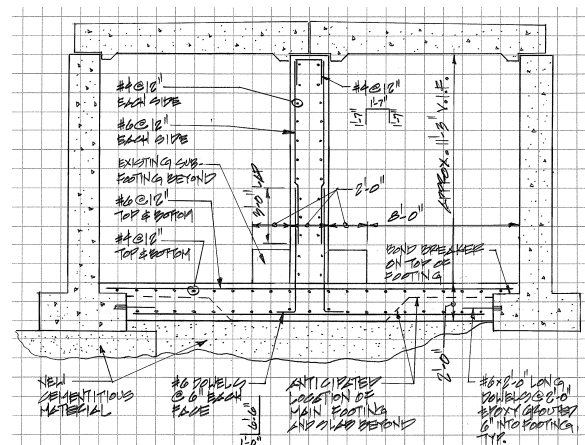 #4@12"
EACH SIDE
#6@12"
EACH SIDE
EXISTING SUB-
FOOTING BEYOND
#6@12"
TOP & BOTTOM
#4@12"
TOP & BOTTOM
#4@12"
1'-7"
1'-7"
1'-7"
APPROX. 11'-3" V.I.F.
3'-0" LAP
2'-0"
8'-0"
BOND BREAKER
ON TOP OF
FOOTING
2'-0"
NEW
CEMENTITIOUS
MATERIAL
#6 DOWELS
@ 6" EACH
FACE
1'-0"
ANTICIPATED
LOCATION OF
MAIN FOOTING
AND SLAB BEYOND
#6x2'-0" LONG
DOWELS @ 2'-0"
EPOXY GROUTED
6" INTO FOOTING
TYP.